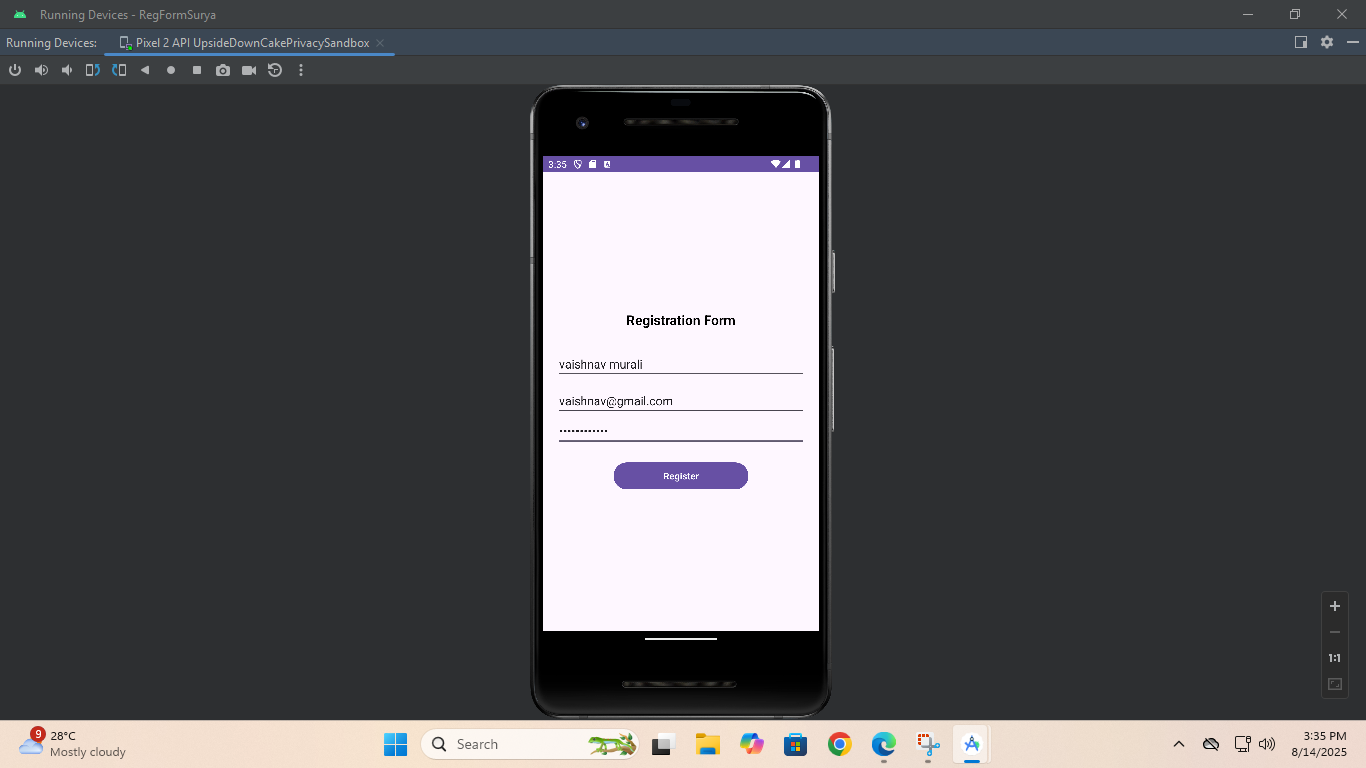 Running Devices - RegFormSurya
Running Devices: Pixel 2 API UpsideDownCakePrivacySandbox
3:35
Registration Form
vaishnav murali
vaishnav@gmail.com
••••••••••••
Register
1:1
9
28°C
Mostly cloudy
Search
3:35 PM
8/14/2025